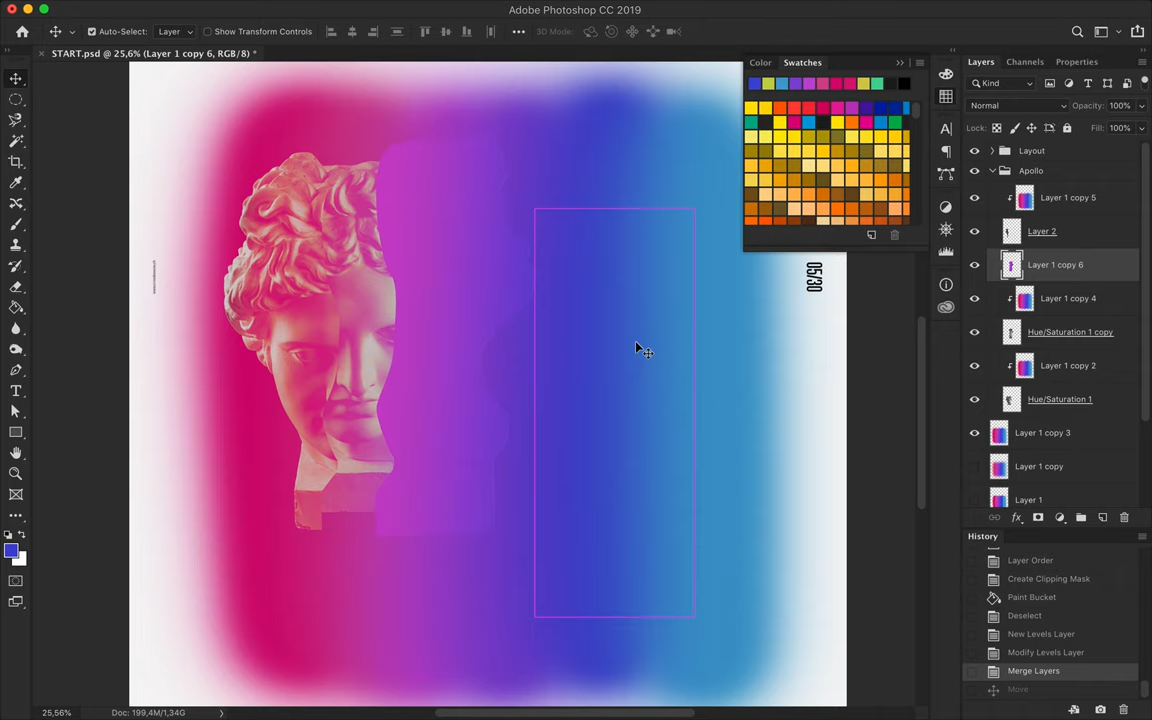 Adobe Photoshop CC 2019
Auto-Select:
Layer
Show Transform Controls
3D Mode:
START.psd @ 25,6% (Layer 1 copy 6, RGB/8) *
Color
Swatches
Layers
Channels
Properties
Kind
Normal
Opacity: 100%
Lock:
Fill: 100%
Layout
Apollo
Layer 1 copy 5
Layer 2
Layer 1 copy 6
Layer 1 copy 4
Hue/Saturation 1 copy
Layer 1 copy 2
Hue/Saturation 1
Layer 1 copy 3
Layer 1 copy
Layer 1
05/30
History
Layer Order
Create Clipping Mask
Paint Bucket
Deselect
New Levels Layer
Modify Levels Layer
Merge Layers
Move
25,56%
Doc: 199,4M/1,34G